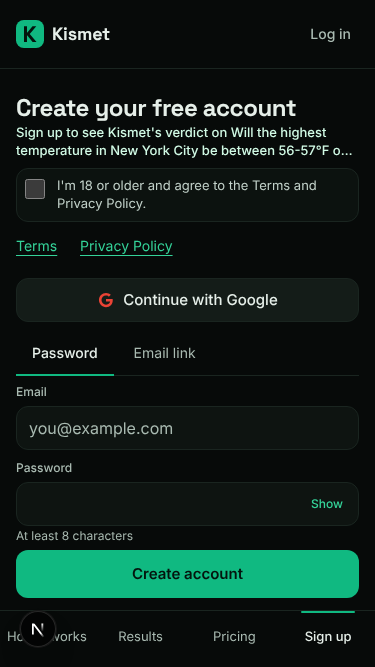 K Kismet
Log in
Create your free account
Sign up to see Kismet's verdict on Will the highest
temperature in New York City be between 56-57°F o...
I'm 18 or older and agree to the Terms and
Privacy Policy.
Terms Privacy Policy
G Continue with Google
Password Email link
Email
you@example.com
Password
Show
At least 8 characters
Create account
N
works Results Pricing Sign up